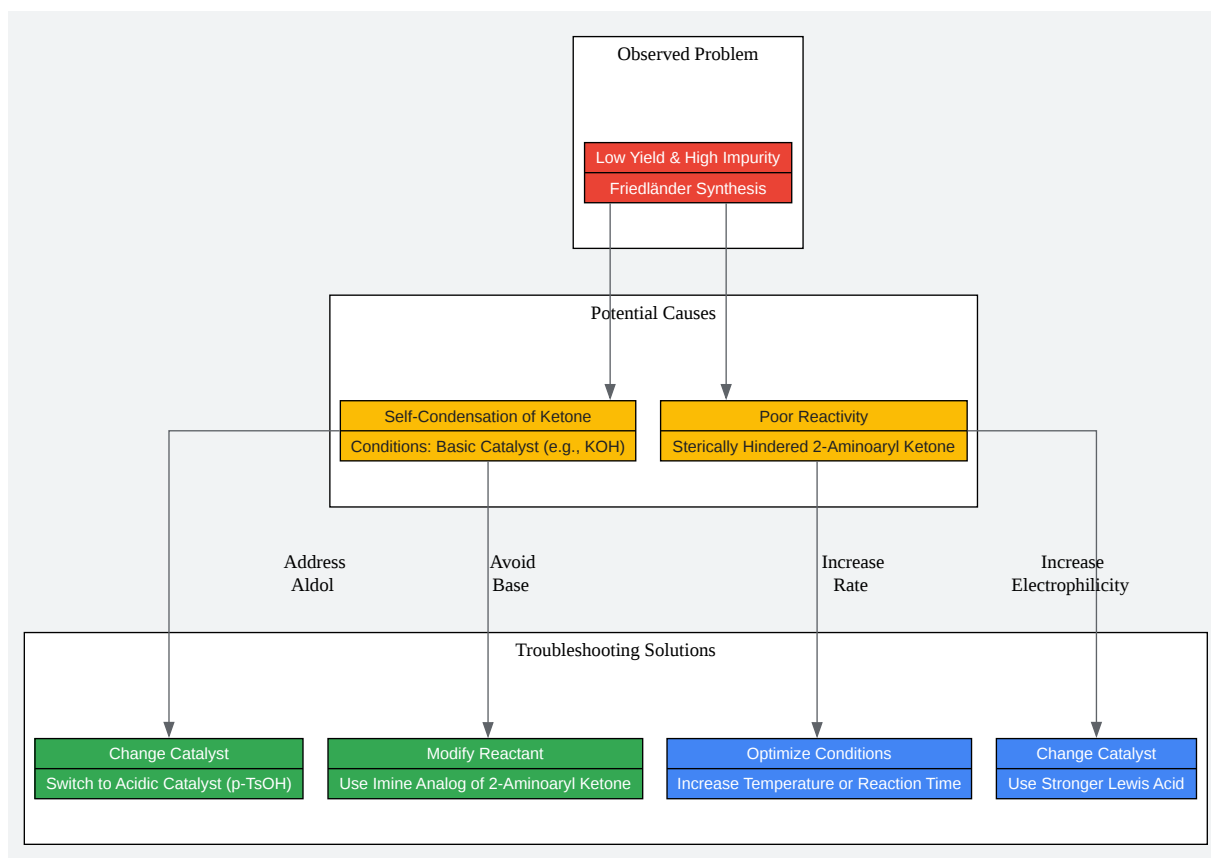 Observed Problem
Low Yield & High Impurity
Friedländer Synthesis
Potential Causes
Self-Condensation of Ketone
Conditions: Basic Catalyst (e.g., KOH)
Poor Reactivity
Sterically Hindered 2-Aminoaryl Ketone
Address
Aldol
Avoid
Base
Increase
Rate
Increase
Electrophilicity
Troubleshooting Solutions
Change Catalyst
Switch to Acidic Catalyst (p-TsOH)
Modify Reactant
Use Imine Analog of 2-Aminoaryl Ketone
Optimize Conditions
Increase Temperature or Reaction Time
Change Catalyst
Use Stronger Lewis Acid